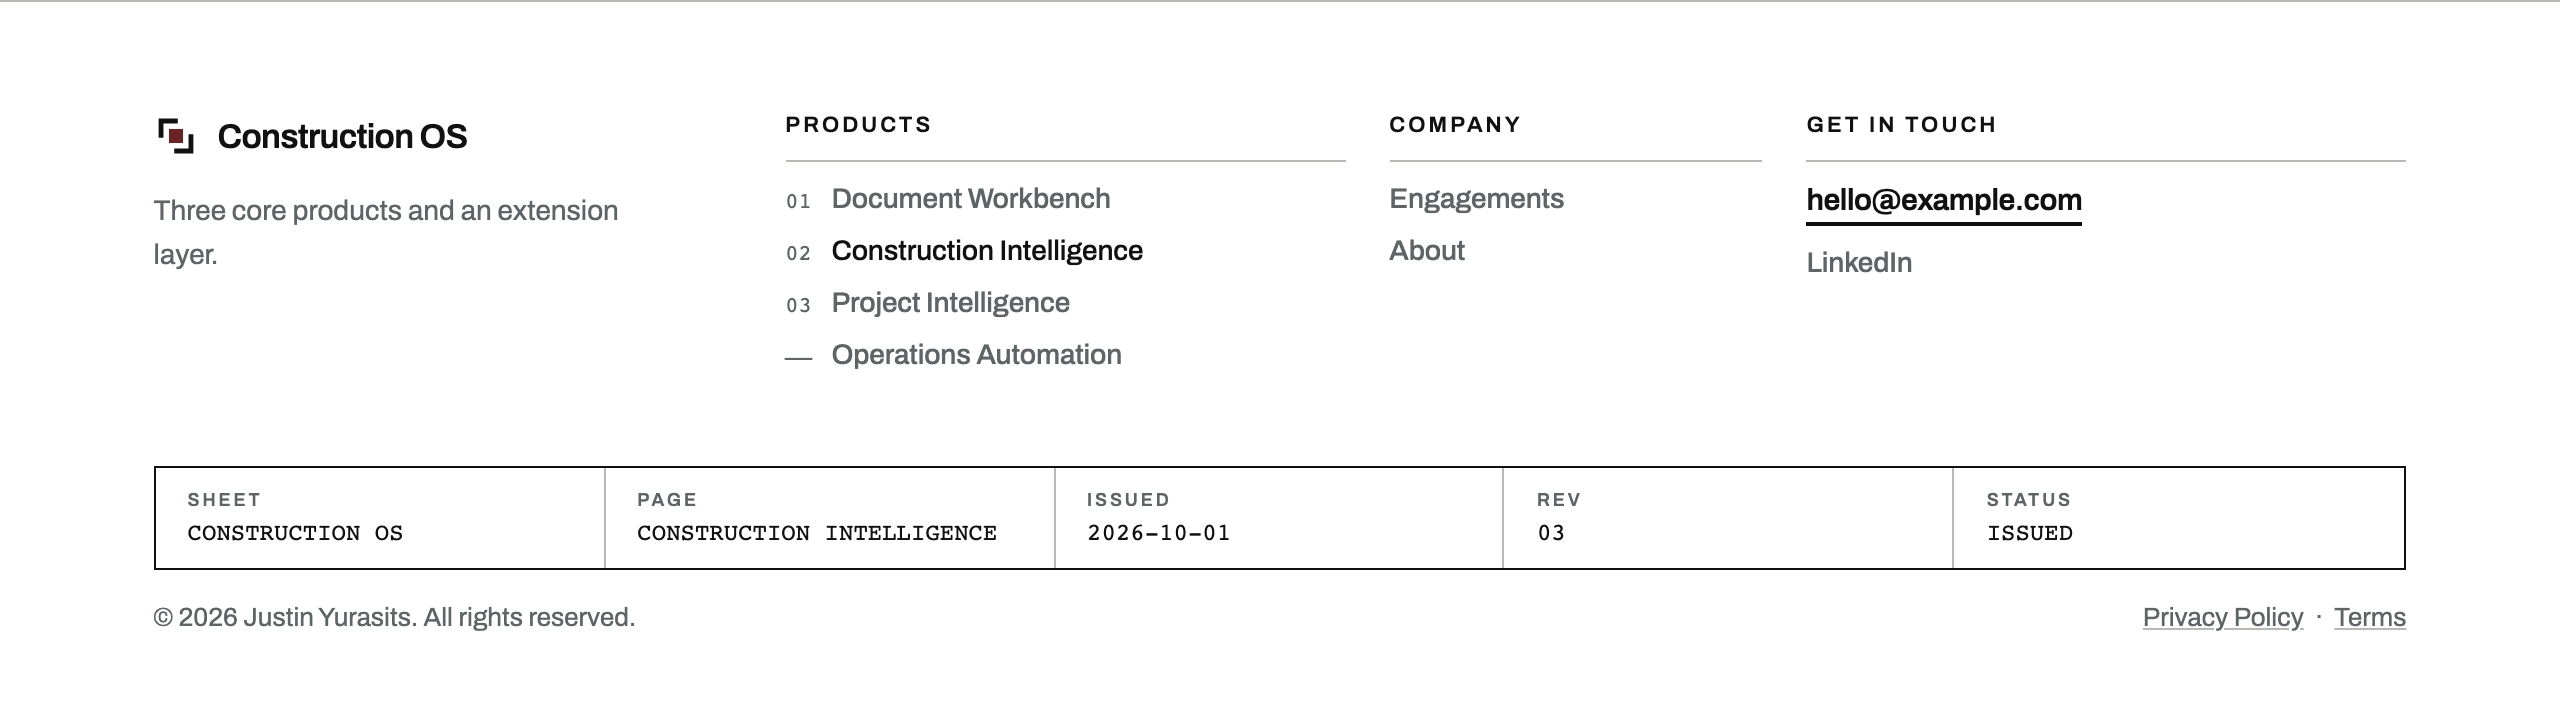 Construction OS
Three core products and an extension
layer.
PRODUCTS
01 Document Workbench
02 Construction Intelligence
03 Project Intelligence
— Operations Automation
COMPANY
Engagements
About
GET IN TOUCH
hello@example.com
LinkedIn
SHEET
CONSTRUCTION OS
PAGE
CONSTRUCTION INTELLIGENCE
ISSUED
2026-10-01
REV
03
STATUS
ISSUED
© 2026 Justin Yurasits. All rights reserved.
Privacy Policy · Terms